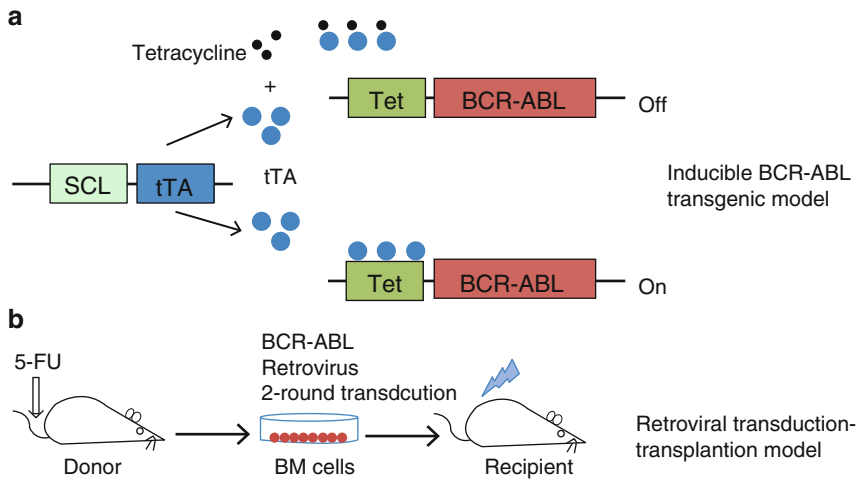 a
Tetracycline
+
Tet
BCR-ABL
Off
SCL
tTA
tTA
Inducible BCR-ABL
transgenic model
Tet
BCR-ABL
On
b
5-FU
BCR-ABL
Retrovirus
2-round transdcution
Donor
BM cells
Recipient
Retroviral transduction-
transplantion model